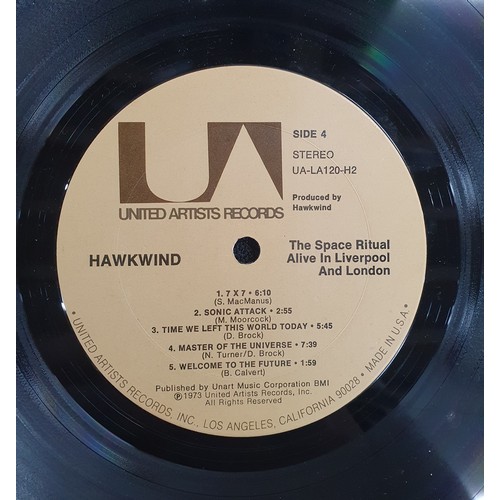 UA
UNITED ARTISTS RECORDS
SIDE 4
STEREO
UA-LA120-H2
Produced by
Hawkwind
HAWKWIND
The Space Ritual
Alive In Liverpool
And London
1. 7 X 7 • 6:10
(S. MacManus)
2. SONIC ATTACK • 2:55
(M. Moorcock)
3. TIME WE LEFT THIS WORLD TODAY • 5:45
(D. Brock)
4. MASTER OF THE UNIVERSE • 7:39
(N. Turner/D. Brock)
5. WELCOME TO THE FUTURE • 1:59
(B. Calvert)
Published by Unart Music Corporation BMI
Ⓟ1973 United Artists Records, Inc.
All Rights Reserved
• UNITED ARTISTS RECORDS, INC., LOS ANGELES, CALIFORNIA 90028 • MADE IN U.S.A. •